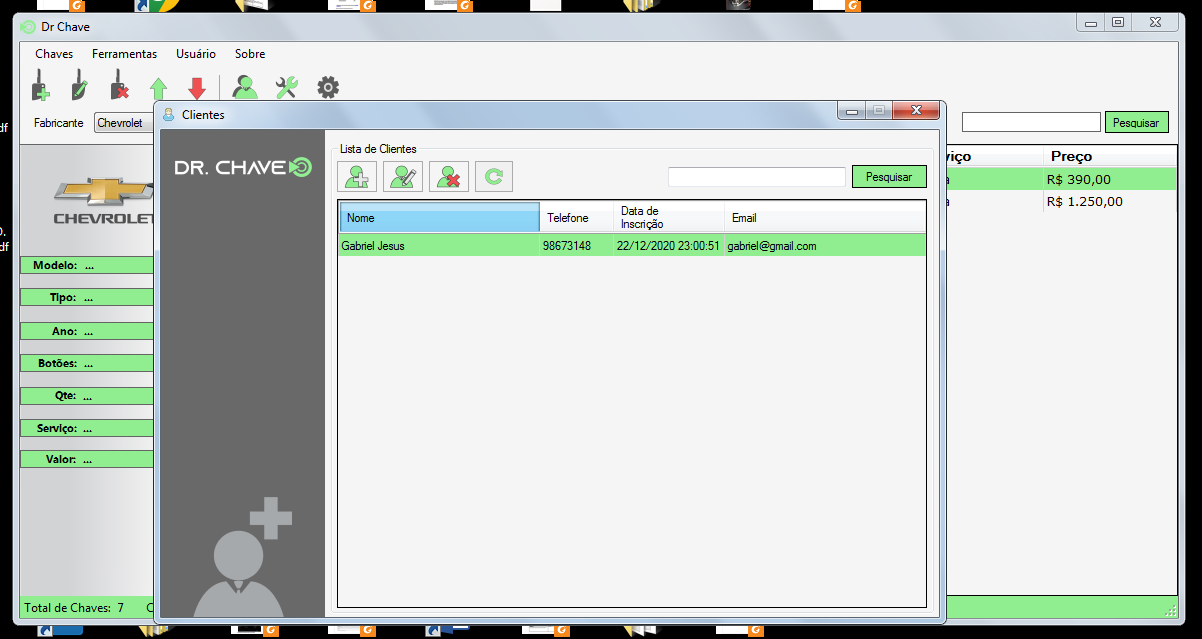 Dr Chave
Chaves Ferramentas Usuário Sobre
Fabricante Chevrolet
Pesquisar
CHEVROLET
Modelo: ...
Tipo: ...
Ano: ...
Botões: ...
Qte: ...
Serviço: ...
Valor: ...
Total de Chaves: 7
Preço
R$ 390,00
R$ 1.250,00
Clientes
DR. CHAVE
Lista de Clientes
Pesquisar
Nome Telefone Data de Inscrição Email
Gabriel Jesus 98673148 22/12/2020 23:00:51 gabriel@gmail.com